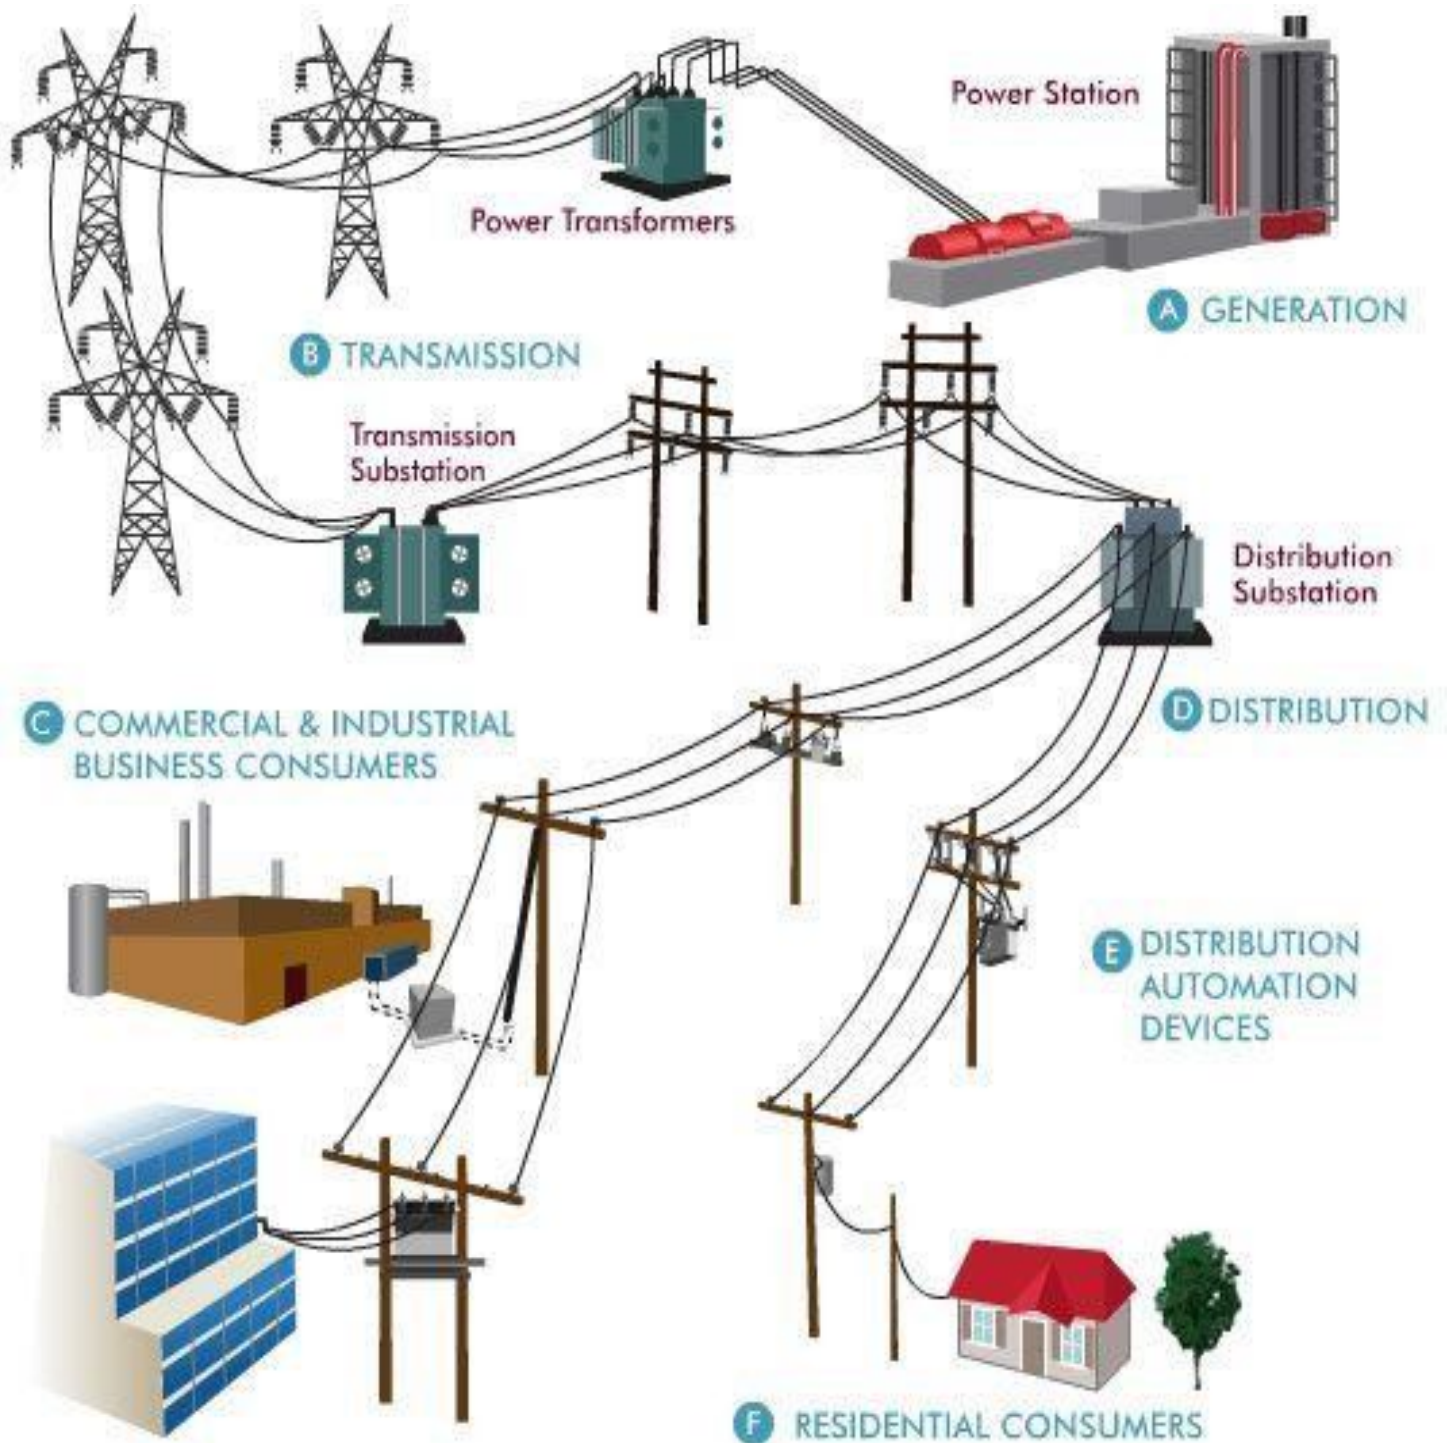 Power Station
Power Transformers
A GENERATION
B TRANSMISSION
Transmission
Substation
Distribution
Substation
C COMMERCIAL & INDUSTRIAL
BUSINESS CONSUMERS
D DISTRIBUTION
E DISTRIBUTION
AUTOMATION
DEVICES
F RESIDENTIAL CONSUMERS